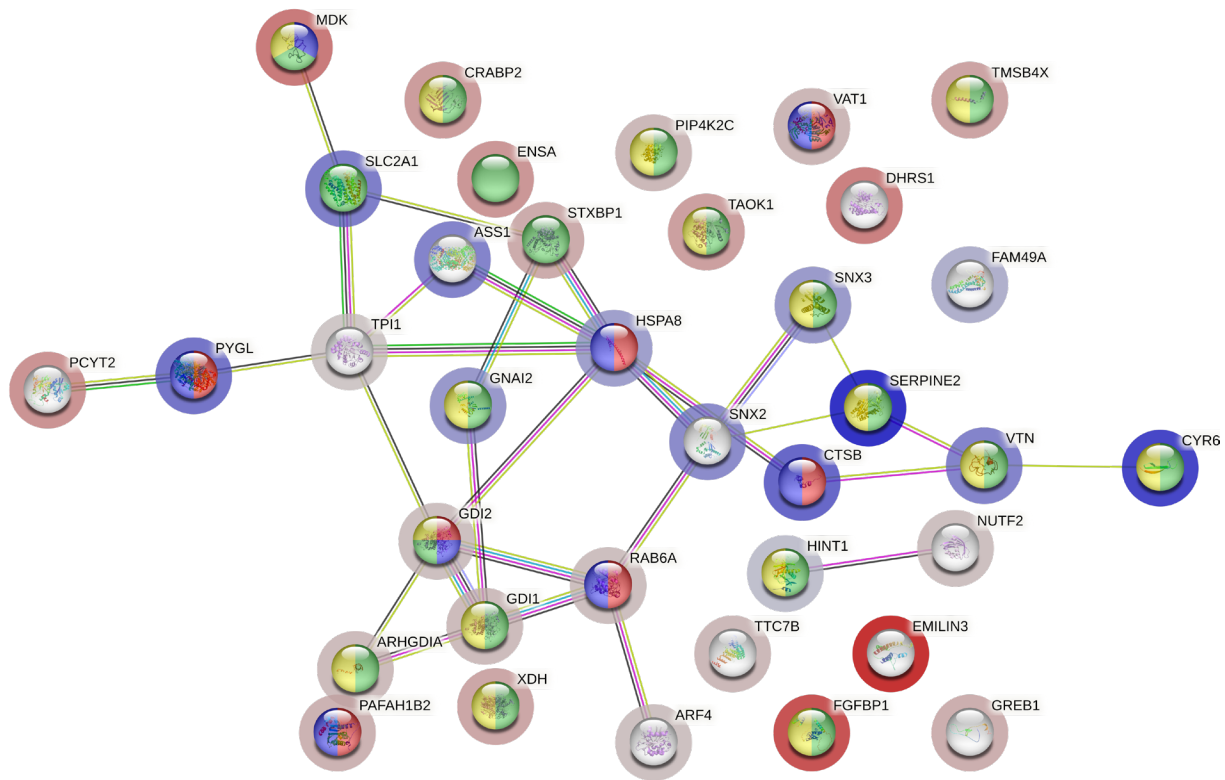 MDK
CRABP2
TMSB4X
VAT1
PIP4K2C
ENSA
SLC2A1
DHRS1
TAOK1
STXBP1
ASS1
FAM49A
SNX3
HSPA8
TPI1
PCYT2
PYGL
GNAI2
SERPINE2
SNX2
VTN
CYR6
CTSB
GDI2
NUTF2
HINT1
RAB6A
GDI1
TTC7B
EMILIN3
ARHGDIA
XDH
PAFAH1B2
FGFBP1
GREB1
ARF4